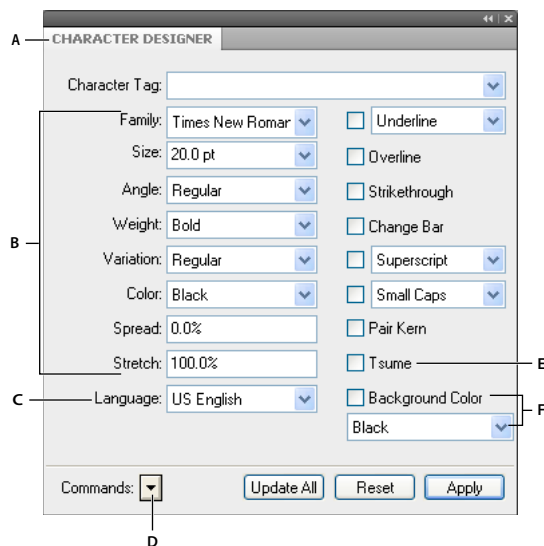 A CHARACTER DESIGNER
Character Tag:
Family: Times New Romar Underline
Size: 20.0 pt Overline
Angle: Regular Strikethrough
B Weight: Bold Change Bar
Variation: Regular Superscript
Color: Black Small Caps
Spread: 0.0% Pair Kern
Stretch: 100.0% Tsume E
C Language: US English Background Color F
Black
Commands: Update All Reset Apply
D